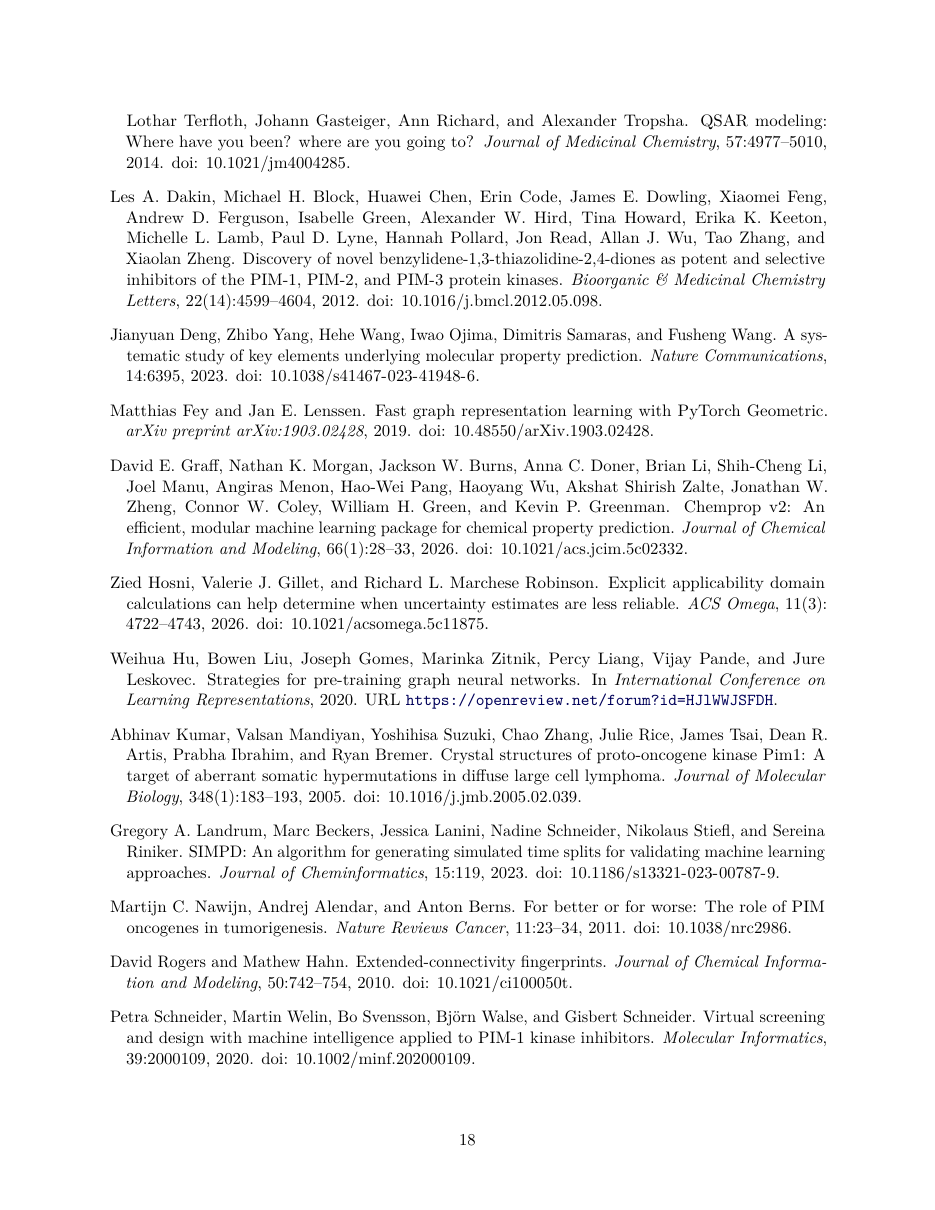 Lothar Terfloth, Johann Gasteiger, Ann Richard, and Alexander Tropsha. QSAR modeling:
Where have you been? where are you going to? Journal of Medicinal Chemistry, 57:4977–5010,
2014. doi: 10.1021/jm4004285.
Les A. Dakin, Michael H. Block, Huawei Chen, Erin Code, James E. Dowling, Xiaomei Feng,
Andrew D. Ferguson, Isabelle Green, Alexander W. Hird, Tina Howard, Erika K. Keeton,
Michelle L. Lamb, Paul D. Lyne, Hannah Pollard, Jon Read, Allan J. Wu, Tao Zhang, and
Xiaolan Zheng. Discovery of novel benzylidene-1,3-thiazolidine-2,4-diones as potent and selective
inhibitors of the PIM-1, PIM-2, and PIM-3 protein kinases. Bioorganic & Medicinal Chemistry
Letters, 22(14):4599–4604, 2012. doi: 10.1016/j.bmcl.2012.05.098.
Jianyuan Deng, Zhibo Yang, Hehe Wang, Iwao Ojima, Dimitris Samaras, and Fusheng Wang. A sys-
tematic study of key elements underlying molecular property prediction. Nature Communications,
14:6395, 2023. doi: 10.1038/s41467-023-41948-6.
Matthias Fey and Jan E. Lenssen. Fast graph representation learning with PyTorch Geometric.
arXiv preprint arXiv:1903.02428, 2019. doi: 10.48550/arXiv.1903.02428.
David E. Graff, Nathan K. Morgan, Jackson W. Burns, Anna C. Doner, Brian Li, Shih-Cheng Li,
Joel Manu, Angiras Menon, Hao-Wei Pang, Haoyang Wu, Akshat Shirish Zalte, Jonathan W.
Zheng, Connor W. Coley, William H. Green, and Kevin P. Greenman. Chemprop v2: An
efficient, modular machine learning package for chemical property prediction. Journal of Chemical
Information and Modeling, 66(1):28–33, 2026. doi: 10.1021/acs.jcim.5c02332.
Zied Hosni, Valerie J. Gillet, and Richard L. Marchese Robinson. Explicit applicability domain
calculations can help determine when uncertainty estimates are less reliable. ACS Omega, 11(3):
4722–4743, 2026. doi: 10.1021/acsomega.5c11875.
Weihua Hu, Bowen Liu, Joseph Gomes, Marinka Zitnik, Percy Liang, Vijay Pande, and Jure
Leskovec. Strategies for pre-training graph neural networks. In International Conference on
Learning Representations, 2020. URL https://openreview.net/forum?id=HJlWWJSFDH.
Abhinav Kumar, Valsan Mandiyan, Yoshihisa Suzuki, Chao Zhang, Julie Rice, James Tsai, Dean R.
Artis, Prabha Ibrahim, and Ryan Bremer. Crystal structures of proto-oncogene kinase Pim1: A
target of aberrant somatic hypermutations in diffuse large cell lymphoma. Journal of Molecular
Biology, 348(1):183–193, 2005. doi: 10.1016/j.jmb.2005.02.039.
Gregory A. Landrum, Marc Beckers, Jessica Lanini, Nadine Schneider, Nikolaus Stiefl, and Sereina
Riniker. SIMPD: An algorithm for generating simulated time splits for validating machine learning
approaches. Journal of Cheminformatics, 15:119, 2023. doi: 10.1186/s13321-023-00787-9.
Martijn C. Nawijn, Andrej Alendar, and Anton Berns. For better or for worse: The role of PIM
oncogenes in tumorigenesis. Nature Reviews Cancer, 11:23–34, 2011. doi: 10.1038/nrc2986.
David Rogers and Mathew Hahn. Extended-connectivity fingerprints. Journal of Chemical Informa-
tion and Modeling, 50:742–754, 2010. doi: 10.1021/ci100050t.
Petra Schneider, Martin Welin, Bo Svensson, Björn Walse, and Gisbert Schneider. Virtual screening
and design with machine intelligence applied to PIM-1 kinase inhibitors. Molecular Informatics,
39:2000109, 2020. doi: 10.1002/minf.202000109.
18